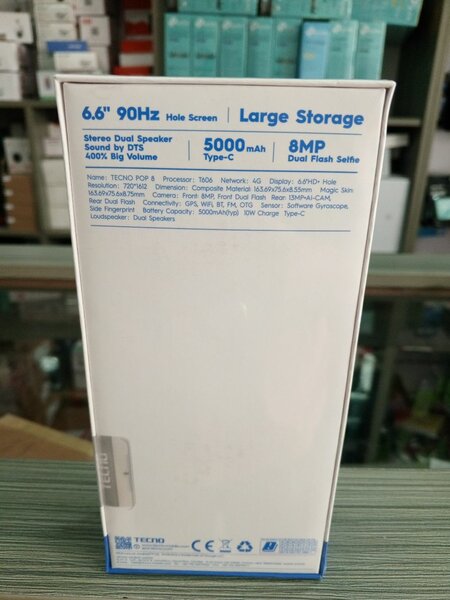 6.6" 90Hz Hole Screen | Large Storage
Stereo Dual Speaker
Sound by DTS
400% Big Volume
5000mAh
Type-C
8MP
Dual Flash Selfie
Name: TECNO POP 8 Processor: T606 Network: 4G Display: 6.6"HD+ Hole
Resolution: 720*1612 Dimension: Composite Material: 163.69x75.6x8.55mm Magic Skin:
163.69x75.6x8.75mm Camera: Front: 8MP, Front Dual Flash Rear: 13MP+AI-CAM,
Rear Dual Flash Connectivity: GPS, WIFI, BT, FM, OTG Sensor: Software Gyroscope,
Side Fingerprint Battery Capacity: 5000mAh(typ) 10W Charge Type-C
Loudspeaker: Dual Speakers
TECNO
TECNO
CE